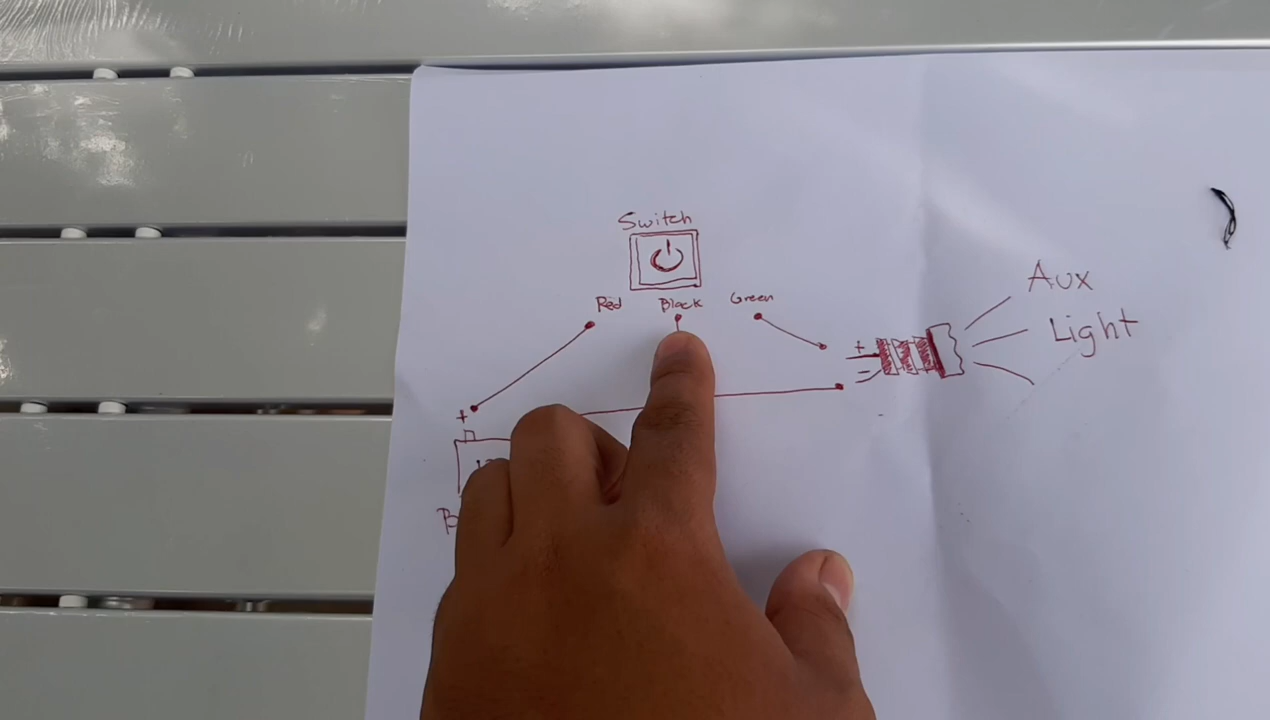 Switch
Red Black Green
+
Aux
Light
+
-